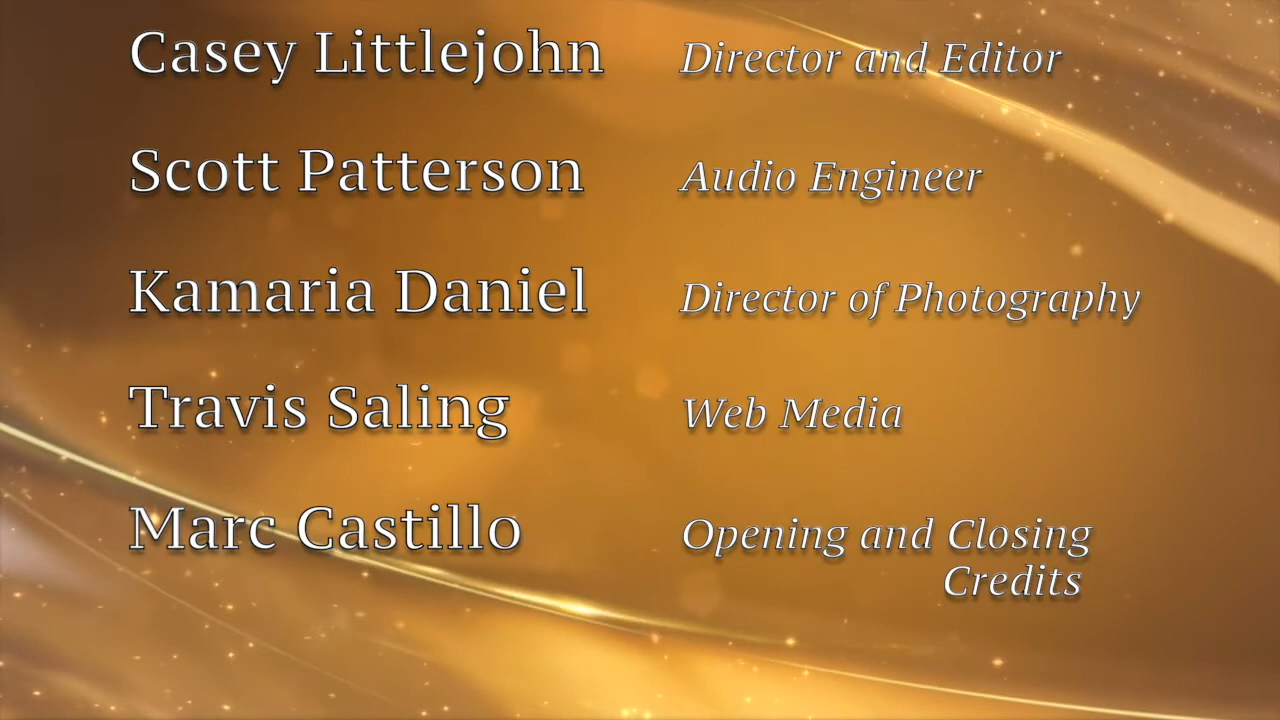 Casey Littlejohn Director and Editor
Scott Patterson Audio Engineer
Kamaria Daniel Director of Photography
Travis Saling Web Media
Marc Castillo Opening and Closing
Credits